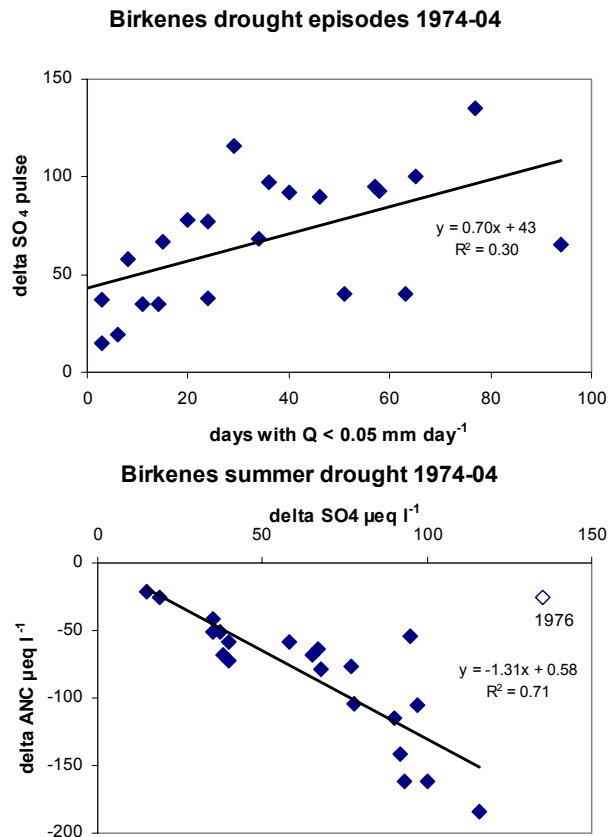 Birkenes drought episodes 1974-04
150
100
50
0
delta SO₄ pulse
y = 0.70x + 43
R² = 0.30
0 20 40 60 80 100
days with Q < 0.05 mm day⁻¹
Birkenes summer drought 1974-04
delta SO4 µeq l⁻¹
0 50 100 150
0
-50
-100
-150
-200
delta ANC µeq l⁻¹
1976
y = -1.31x + 0.58
R² = 0.71